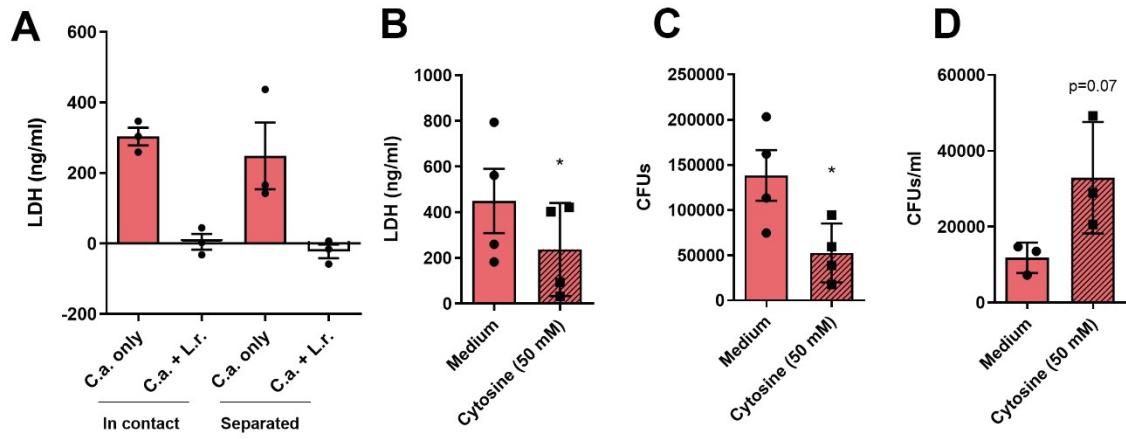 A
LDH (ng/ml)
600
400
200
0
-200
C.a. only
C.a. + L.r.
C.a. only
C.a. + L.r.
In contact
Separated
B
LDH (ng/ml)
1000
800
600
400
200
0
*
Medium
Cytosine (50 mM)
C
CFUs
250000
200000
150000
100000
50000
0
*
Medium
Cytosine (50 mM)
D
CFUs/ml
60000
40000
20000
0
p=0.07
Medium
Cytosine (50 mM)